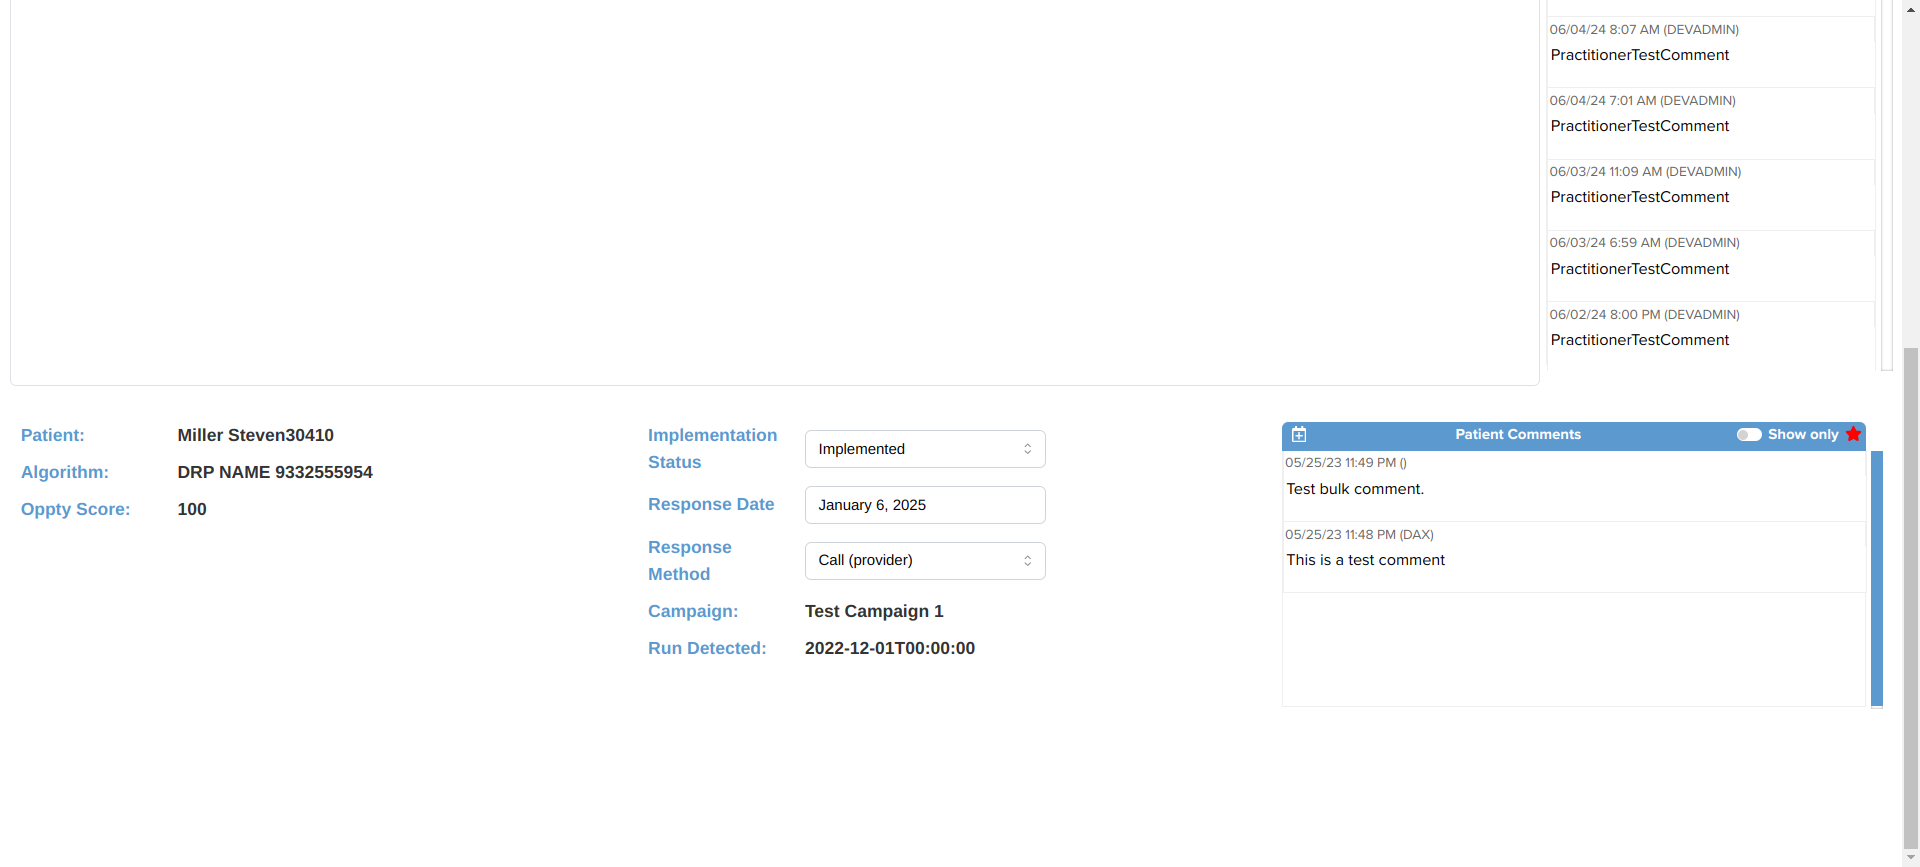 06/04/24 8:07 AM (DEVADMIN)
PractitionerTestComment
06/04/24 7:01 AM (DEVADMIN)
PractitionerTestComment
06/03/24 11:09 AM (DEVADMIN)
PractitionerTestComment
06/03/24 6:59 AM (DEVADMIN)
PractitionerTestComment
06/02/24 8:00 PM (DEVADMIN)
PractitionerTestComment
Patient: Miller Steven30410
Algorithm: DRP NAME 9332555954
Oppty Score: 100
Implementation
Status
Implemented
Response Date January 6, 2025
Response
Method
Call (provider)
Campaign: Test Campaign 1
Run Detected: 2022-12-01T00:00:00
Patient Comments Show only
05/25/23 11:49 PM ()
Test bulk comment.
05/25/23 11:48 PM (DAX)
This is a test comment